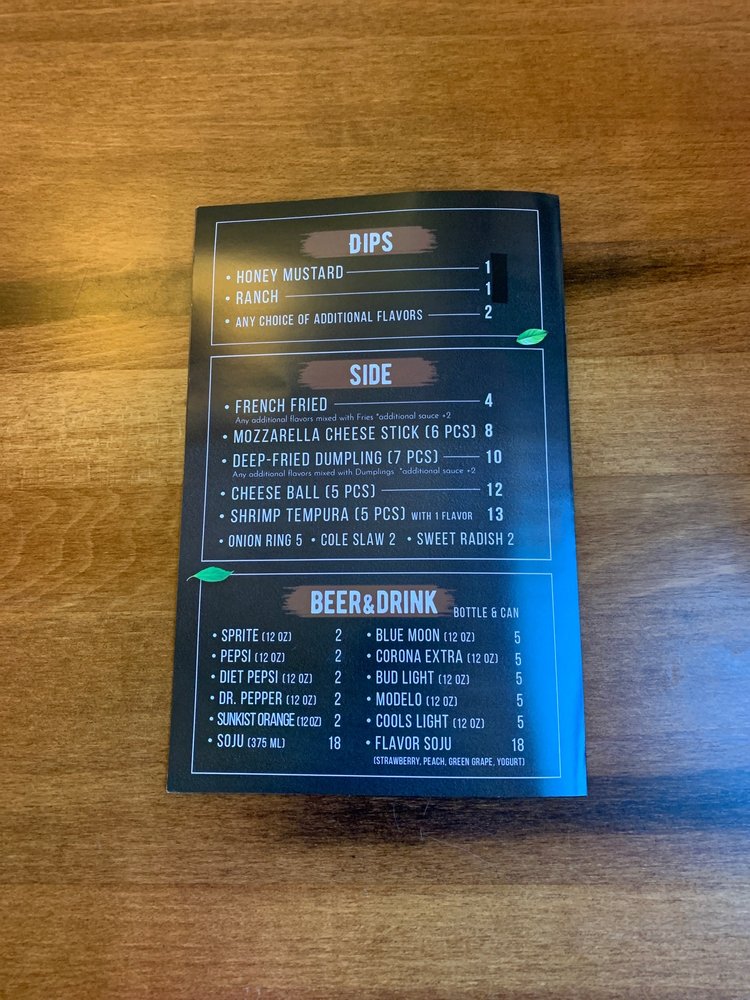 DIPS
• HONEY MUSTARD 1
• RANCH 1
• ANY CHOICE OF ADDITIONAL FLAVORS 2
SIDE
• FRENCH FRIED 4
Any additional flavors mixed with Fries *additional sauce +2
• MOZZARELLA CHEESE STICK (6 PCS) 8
• DEEP-FRIED DUMPLING (7 PCS) 10
Any additional flavors mixed with Dumplings *additional sauce +2
• CHEESE BALL (5 PCS) 12
• SHRIMP TEMPURA (5 PCS) WITH 1 FLAVOR 13
• ONION RING 5 • COLE SLAW 2 • SWEET RADISH 2
BEER&DRINK BOTTLE & CAN
• SPRITE (12 OZ) 2 • BLUE MOON (12 OZ) 5
• PEPSI (12 OZ) 2 • CORONA EXTRA (12 OZ) 5
• DIET PEPSI (12 OZ) 2 • BUD LIGHT (12 OZ) 5
• DR. PEPPER (12 OZ) 2 • MODELO (12 OZ) 5
• SUNKIST ORANGE (12 OZ) 2 • COOLS LIGHT (12 OZ) 5
• SOJU (375 ML) 18 • FLAVOR SOJU 18
(STRAWBERRY, PEACH, GREEN GRAPE, YOGURT)